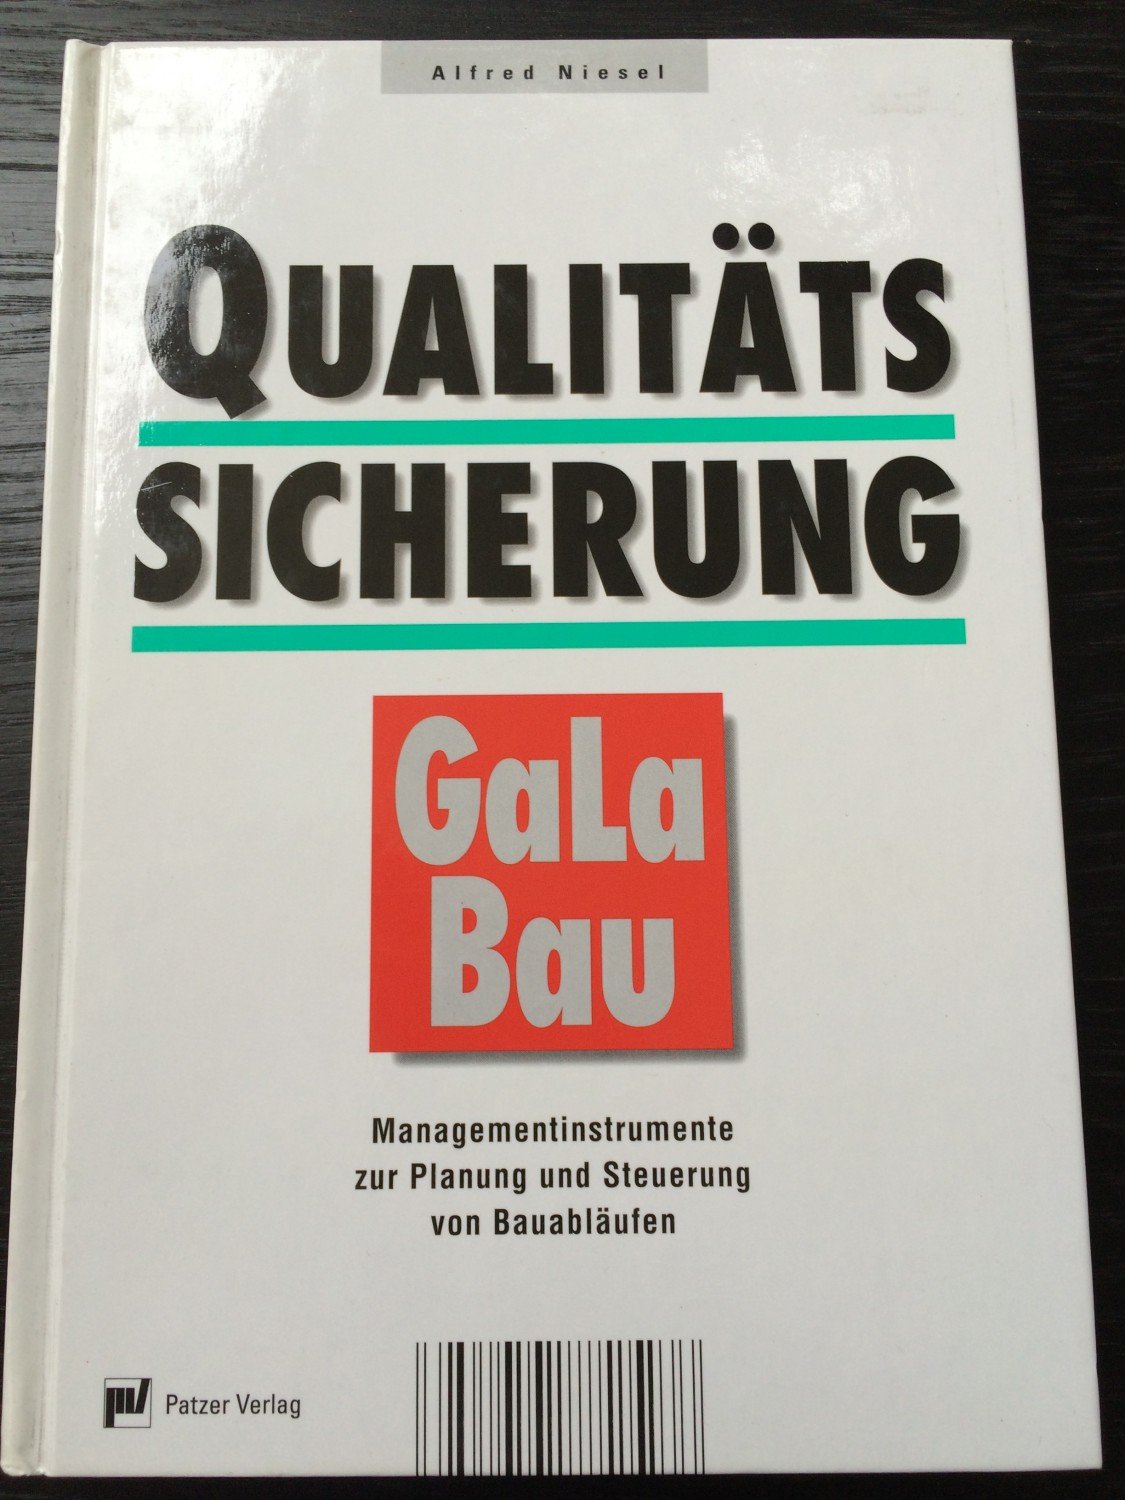 Alfred Niesel
QUALITÄTS
SICHERUNG
GaLa
Bau
Managementinstrumente
zur Planung und Steuerung
von Bauabläufen
Patzer Verlag